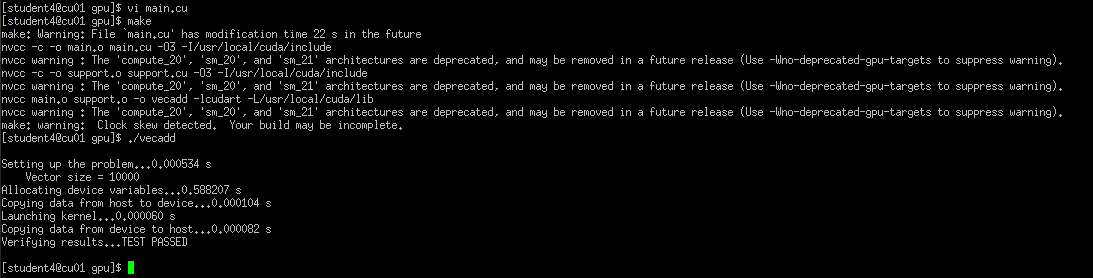 [student4@cu01 gpu]$ vi main.cu
[student4@cu01 gpu]$ make
make: Warning: File `main.cu' has modification time 22 s in the future
nvcc -c -o main.o main.cu -O3 -I/usr/local/cuda/include
nvcc warning : The 'compute_20', 'sm_20', and 'sm_21' architectures are deprecated, and may be removed in a future release (Use -Wno-deprecated-gpu-targets to suppress warning).
nvcc -c -o support.o support.cu -O3 -I/usr/local/cuda/include
nvcc warning : The 'compute_20', 'sm_20', and 'sm_21' architectures are deprecated, and may be removed in a future release (Use -Wno-deprecated-gpu-targets to suppress warning).
nvcc main.o support.o -o vecadd -lcudart -L/usr/local/cuda/lib
nvcc warning : The 'compute_20', 'sm_20', and 'sm_21' architectures are deprecated, and may be removed in a future release (Use -Wno-deprecated-gpu-targets to suppress warning).
make: warning:  Clock skew detected.  Your build may be incomplete.
[student4@cu01 gpu]$ ./vecadd
Setting up the problem...0.000534 s
    Vector size = 10000
Allocating device variables...0.588207 s
Copying data from host to device...0.000104 s
Launching kernel...0.000060 s
Copying data from device to host...0.000082 s
Verifying results...TEST PASSED
[student4@cu01 gpu]$